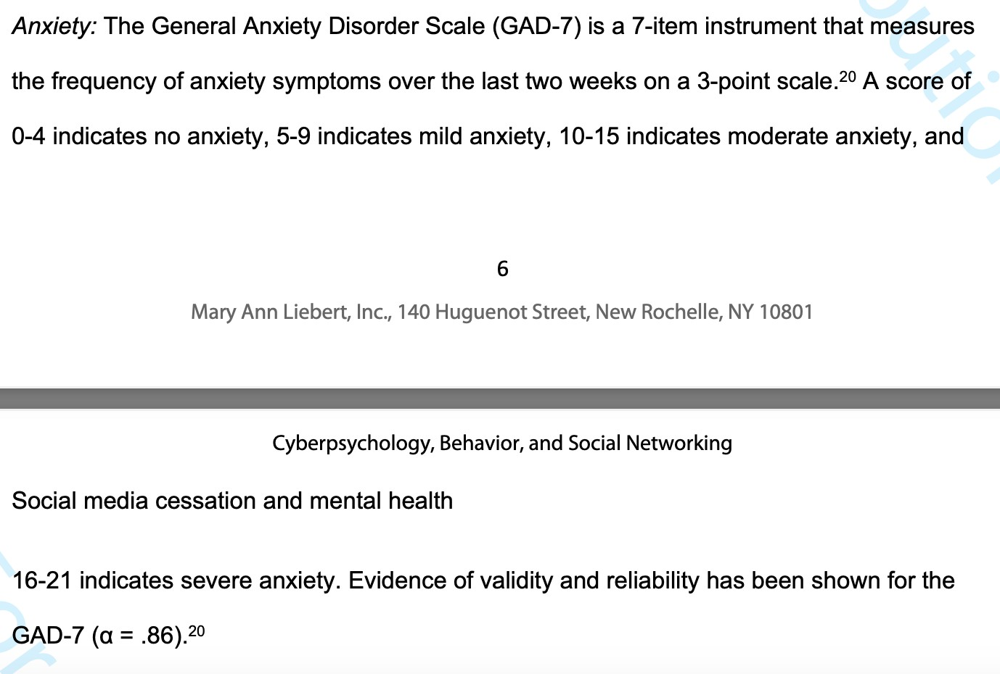 Anxiety: The General Anxiety Disorder Scale (GAD-7) is a 7-item instrument that measures
the frequency of anxiety symptoms over the last two weeks on a 3-point scale.20 A score of
0-4 indicates no anxiety, 5-9 indicates mild anxiety, 10-15 indicates moderate anxiety, and
6
Mary Ann Liebert, Inc., 140 Huguenot Street, New Rochelle, NY 10801
Cyberpsychology, Behavior, and Social Networking
Social media cessation and mental health
16-21 indicates severe anxiety. Evidence of validity and reliability has been shown for the
GAD-7 (α = .86).20